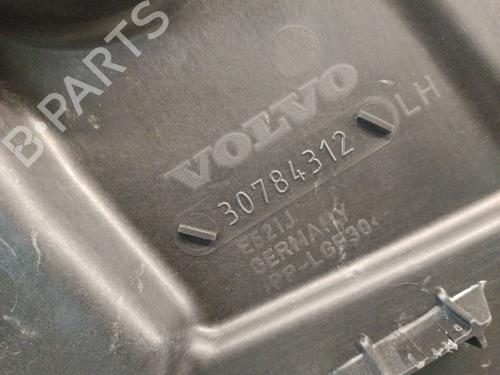 B-PARTS
VOLVO
30784312 LH
GERMANY